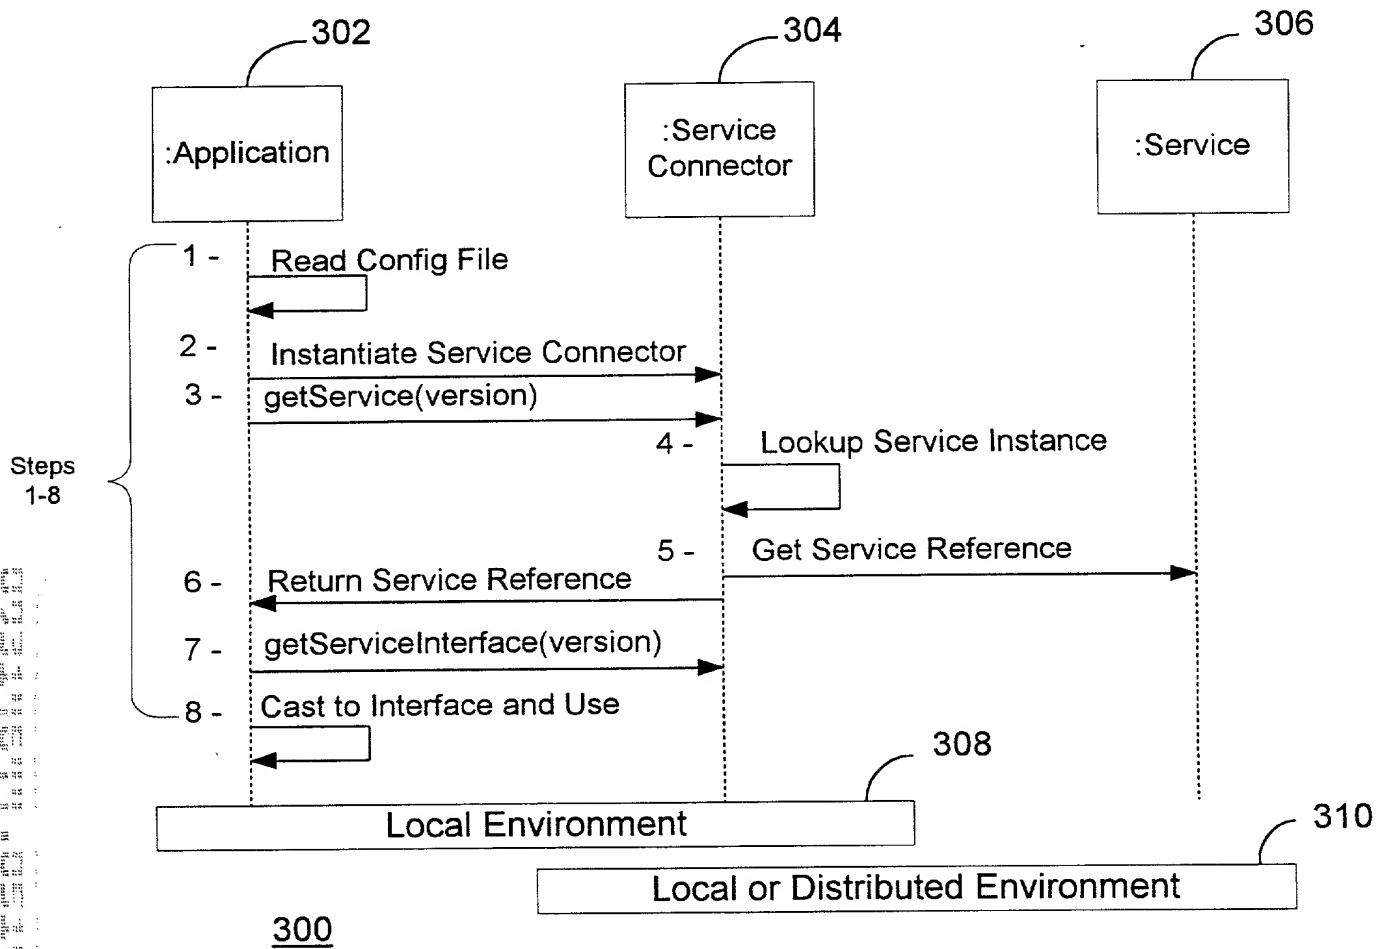 302
304
306
:Application
:Service
Connector
:Service
1 -
Read Config File
2 -
Instantiate Service Connector
3 -
getService(version)
4 -
Lookup Service Instance
Steps
1-8
5 -
Get Service Reference
6 -
Return Service Reference
7 -
getServiceInterface(version)
8 -
Cast to Interface and Use
308
Local Environment
310
Local or Distributed Environment
300